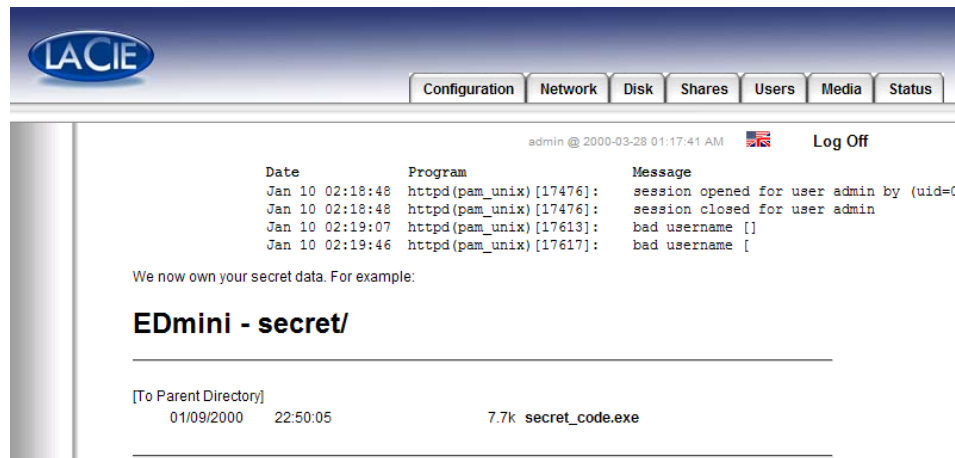 LACIE
Configuration Network Disk Shares Users Media Status
admin @ 2000-03-28 01:17:41 AM Log Off
Date Program Message
Jan 10 02:18:48 httpd(pam_unix)[17476]: session opened for user admin by (uid=0
Jan 10 02:18:48 httpd(pam_unix)[17476]: session closed for user admin
Jan 10 02:19:07 httpd(pam_unix)[17613]: bad username []
Jan 10 02:19:46 httpd(pam_unix)[17617]: bad username [
We now own your secret data. For example:
EDmini - secret/
[To Parent Directory]
01/09/2000 22:50:05 7.7k secret_code.exe